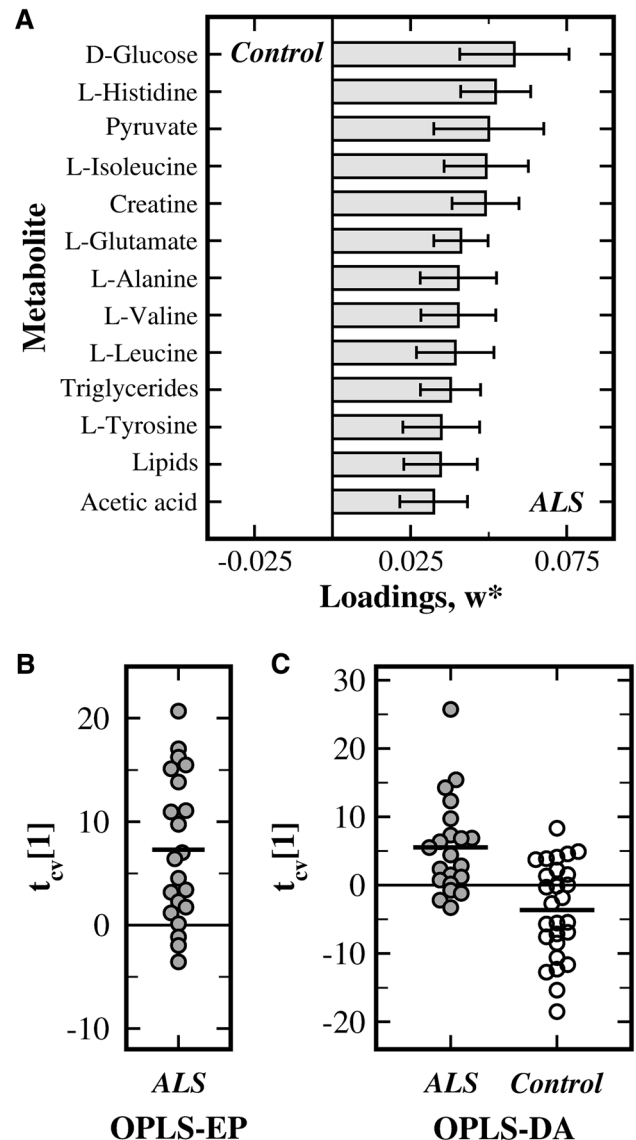 A
Control
D-Glucose
L-Histidine
Pyruvate
L-Isoleucine
Creatine
L-Glutamate
L-Alanine
L-Valine
L-Leucine
Triglycerides
L-Tyrosine
Lipids
Acetic acid
Metabolite
ALS
-0.025 0.025 0.075
Loadings, w*
B
20
10
0
-10
t_cv[1]
ALS
OPLS-EP
C
30
20
10
0
-10
-20
t_cv[1]
ALS Control
OPLS-DA